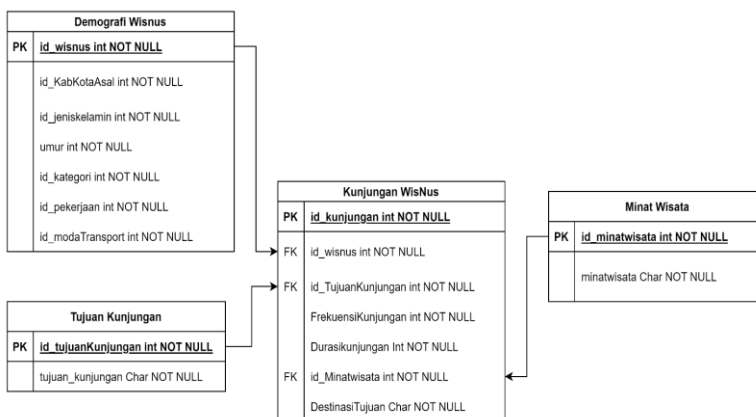 Demografi Wisnus
PK id_wisnus int NOT NULL
id_KabKotaAsal int NOT NULL
id_jeniskelamin int NOT NULL
umur int NOT NULL
id_kategori int NOT NULL
id_pekerjaan int NOT NULL
id_modaTransport int NOT NULL
Tujuan Kunjungan
PK id_tujuanKunjungan int NOT NULL
tujuan_kunjungan Char NOT NULL
Kunjungan WisNus
PK id_kunjungan int NOT NULL
FK id_wisnus int NOT NULL
FK id_TujuanKunjungan int NOT NULL
FrekuensiKunjungan int NOT NULL
Durasikunjungan Int NOT NULL
FK id_Minatwisata int NOT NULL
DestinasiTujuan Char NOT NULL
Minat Wisata
PK id_minatwisata int NOT NULL
minatwisata Char NOT NULL